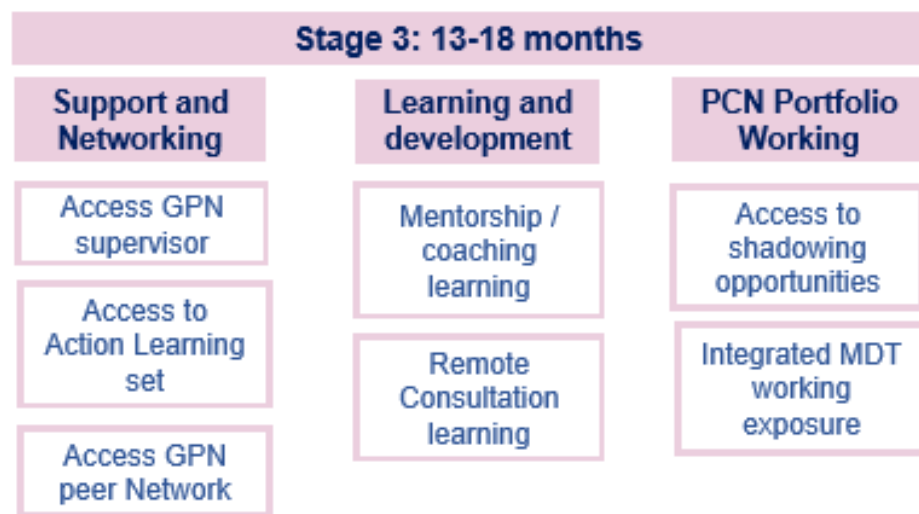 Stage 3: 13-18 months
Support and
Networking
Access GPN
supervisor
Access to
Action Learning
set
Access GPN
peer Network
Learning and
development
Mentorship /
coaching
learning
Remote
Consultation
learning
PCN Portfolio
Working
Access to
shadowing
opportunities
Integrated MDT
working
exposure